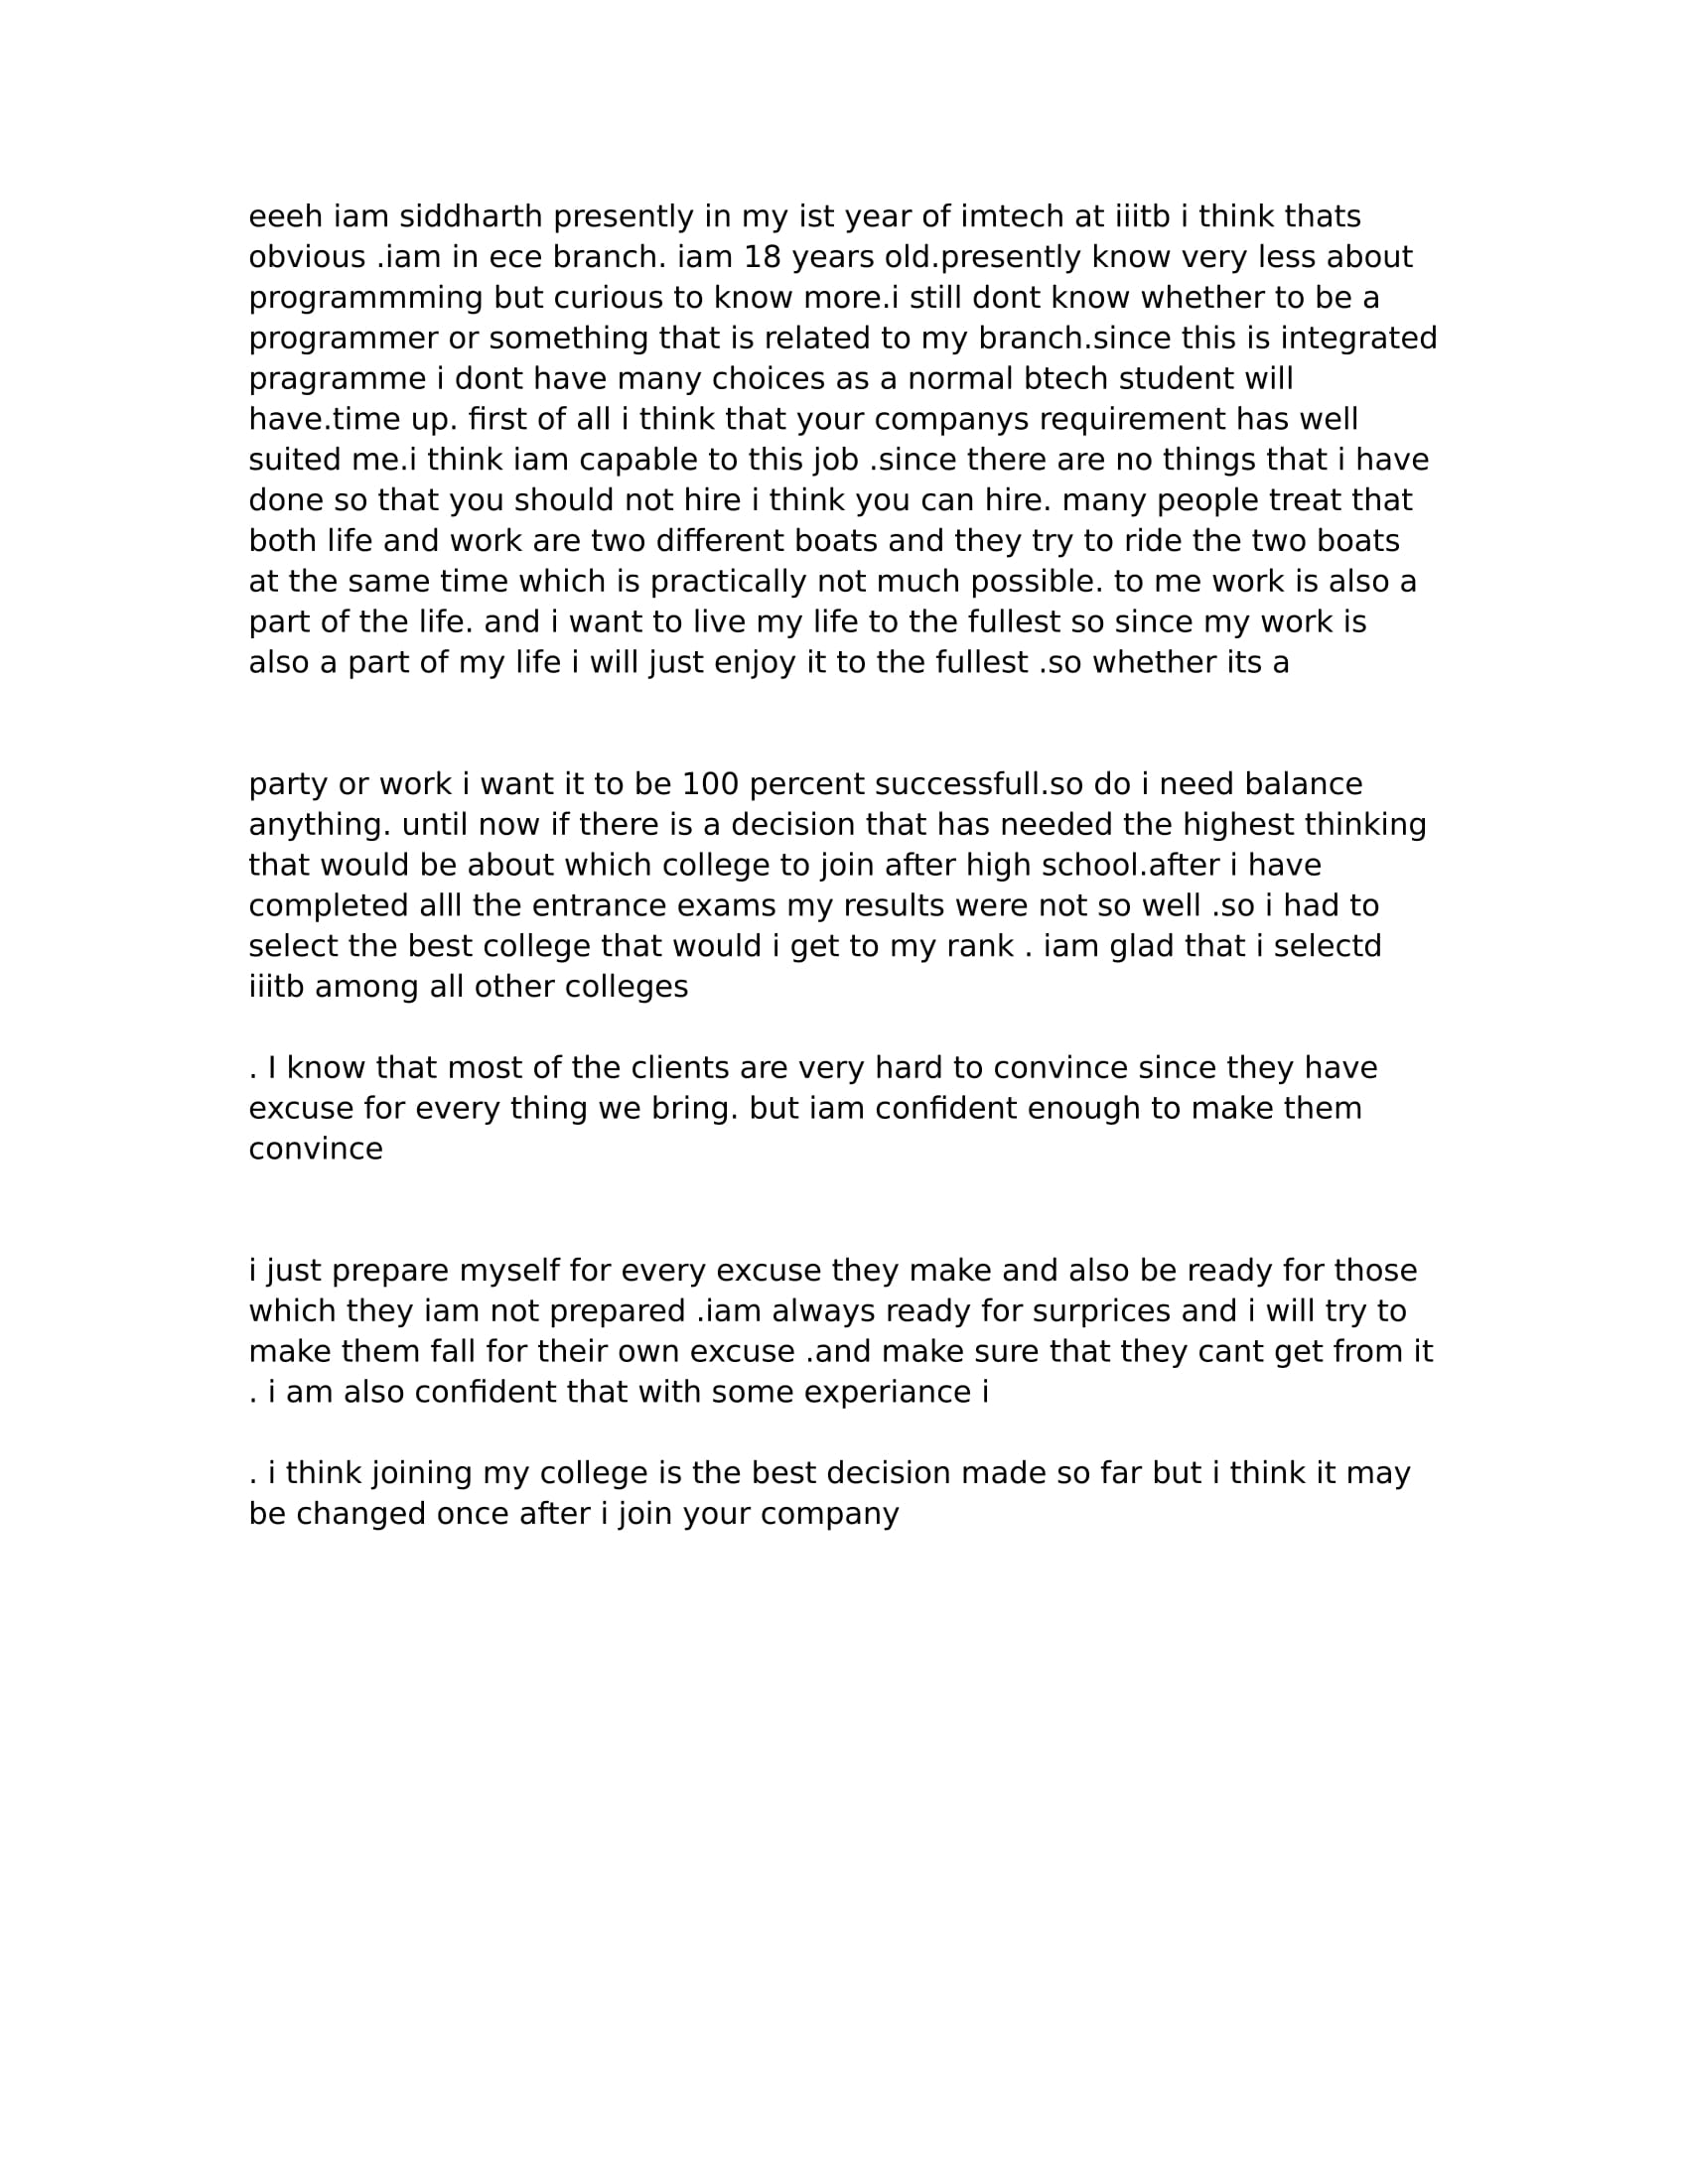 eeeh iam siddharth presently in my ist year of imtech at iiitb i think thats
obvious .iam in ece branch. iam 18 years old.presently know very less about
programmming but curious to know more.i still dont know whether to be a
programmer or something that is related to my branch.since this is integrated
pragramme i dont have many choices as a normal btech student will
have.time up. first of all i think that your companys requirement has well
suited me.i think iam capable to this job .since there are no things that i have
done so that you should not hire i think you can hire. many people treat that
both life and work are two different boats and they try to ride the two boats
at the same time which is practically not much possible. to me work is also a
part of the life. and i want to live my life to the fullest so since my work is
also a part of my life i will just enjoy it to the fullest .so whether its a
party or work i want it to be 100 percent successfull.so do i need balance
anything. until now if there is a decision that has needed the highest thinking
that would be about which college to join after high school.after i have
completed alll the entrance exams my results were not so well .so i had to
select the best college that would i get to my rank . iam glad that i selectd
iiitb among all other colleges
. I know that most of the clients are very hard to convince since they have
excuse for every thing we bring. but iam confident enough to make them
convince
i just prepare myself for every excuse they make and also be ready for those
which they iam not prepared .iam always ready for surprices and i will try to
make them fall for their own excuse .and make sure that they cant get from it
. i am also confident that with some experiance i
. i think joining my college is the best decision made so far but i think it may
be changed once after i join your company